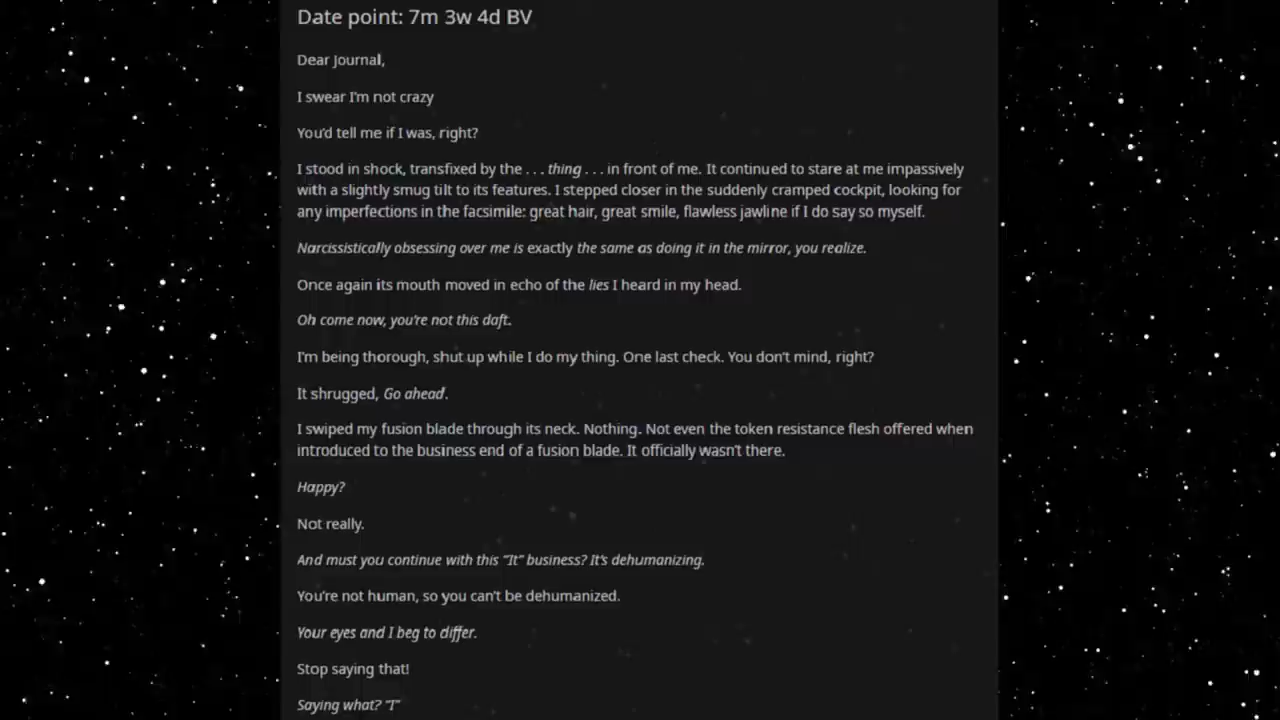 Date point: 7m 3w 4d BV
Dear Journal,
I swear I'm not crazy
You'd tell me if I was, right?
I stood in shock, transfixed by the . . . thing . . . in front of me. It continued to stare at me impassively
with a slightly smug tilt to its features. I stepped closer in the suddenly cramped cockpit, looking for
any imperfections in the facsimile: great hair, great smile, flawless jawline if I do say so myself.
Narcissistically obsessing over me is exactly the same as doing it in the mirror, you realize.
Once again its mouth moved in echo of the lies I heard in my head.
Oh come now, you're not this daft.
I'm being thorough, shut up while I do my thing. One last check. You don't mind, right?
It shrugged, Go ahead.
I swiped my fusion blade through its neck. Nothing. Not even the token resistance flesh offered when
introduced to the business end of a fusion blade. It officially wasn't there.
Happy?
Not really.
And must you continue with this "It" business? It's dehumanizing.
You're not human, so you can't be dehumanized.
Your eyes and I beg to differ.
Stop saying that!
Saying what? "I"